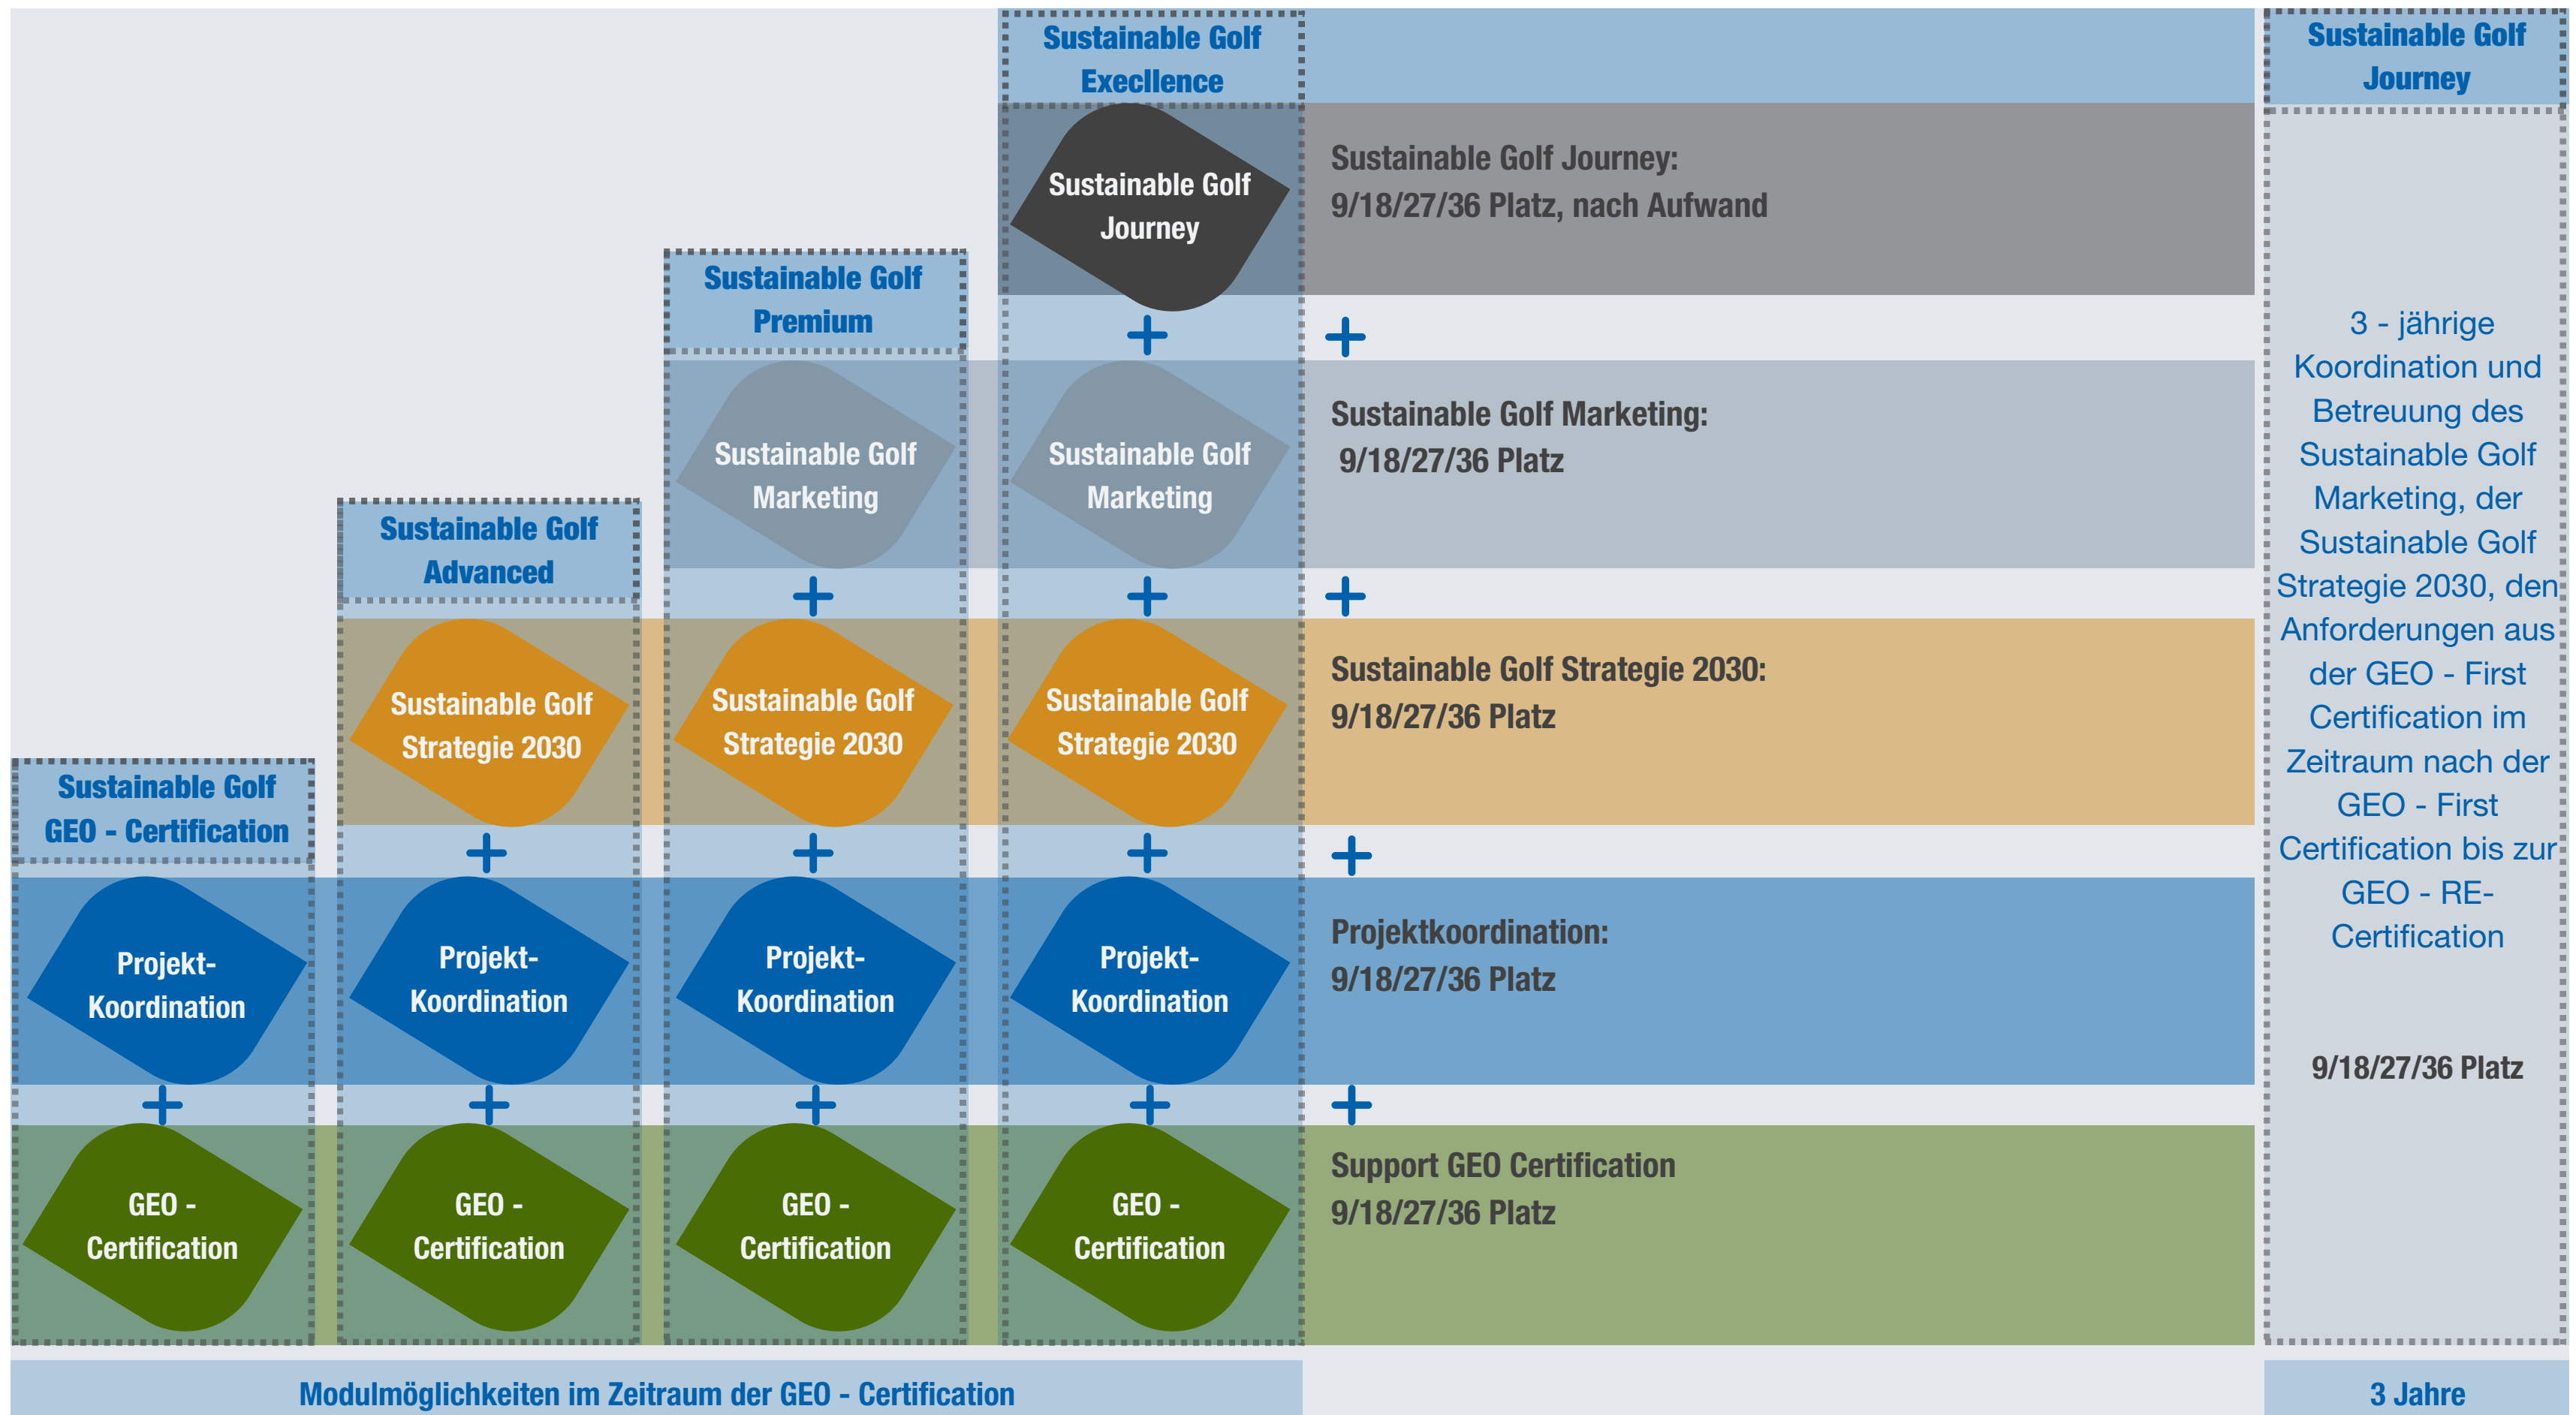 Sustainable Golf
Execllence
Sustainable Golf
Journey
Sustainable Golf Journey:
9/18/27/36 Platz, nach Aufwand
Sustainable Golf
Journey
Sustainable Golf
Premium
+
+
Sustainable Golf Marketing:
9/18/27/36 Platz
Sustainable Golf
Marketing
Sustainable Golf
Marketing
Sustainable Golf
Advanced
+
+
+
Sustainable Golf Strategie 2030:
9/18/27/36 Platz
Sustainable Golf
Strategie 2030
Sustainable Golf
Strategie 2030
Sustainable Golf
Strategie 2030
Sustainable Golf
GEO - Certification
+
+
+
+
Projekt-
Koordination
Projekt-
Koordination
Projekt-
Koordination
Projekt-
Koordination
Projektkoordination:
9/18/27/36 Platz
+
+
+
+
+
GEO -
Certification
GEO -
Certification
GEO -
Certification
GEO -
Certification
Support GEO Certification
9/18/27/36 Platz
3 - jährige
Koordination und
Betreuung des
Sustainable Golf
Marketing, der
Sustainable Golf
Strategie 2030, den
Anforderungen aus
der GEO - First
Certification im
Zeitraum nach der
GEO - First
Certification bis zur
GEO - RE-
Certification
9/18/27/36 Platz
Modulmöglichkeiten im Zeitraum der GEO - Certification
3 Jahre